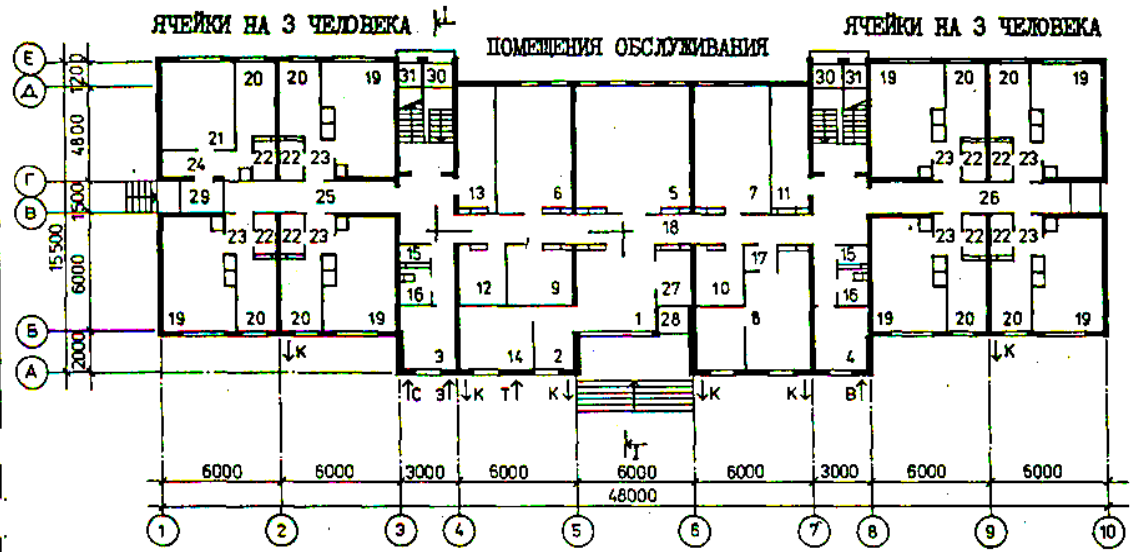 ЯЧЕЙКИ НА 3 ЧЕЛОВЕКА
ПОМЕЩЕНИЯ ОБСЛУЖИВАНИЯ
ЯЧЕЙКИ НА 3 ЧЕЛОВЕКА
Е
Д
Г
В
Б
А
1200
4800
1500
6000
2000
15500
20 20 19
31 30
30 31
19 20 20 19
21
22 22 23
23 22 22 23
24
29
25
13
6
5
7
11
26
18
23 22 22 23
15
16
12
9
27
28
17
10
15
16
23 22 22 23
19 20 20 19
3
14
2
1
8
4
19 20 20 19
К
С Э К Т К
К К В
К
I
6000 6000 3000 6000 6000 6000 3000 6000 6000
48000
1 2 3 4 5 6 7 8 9 10